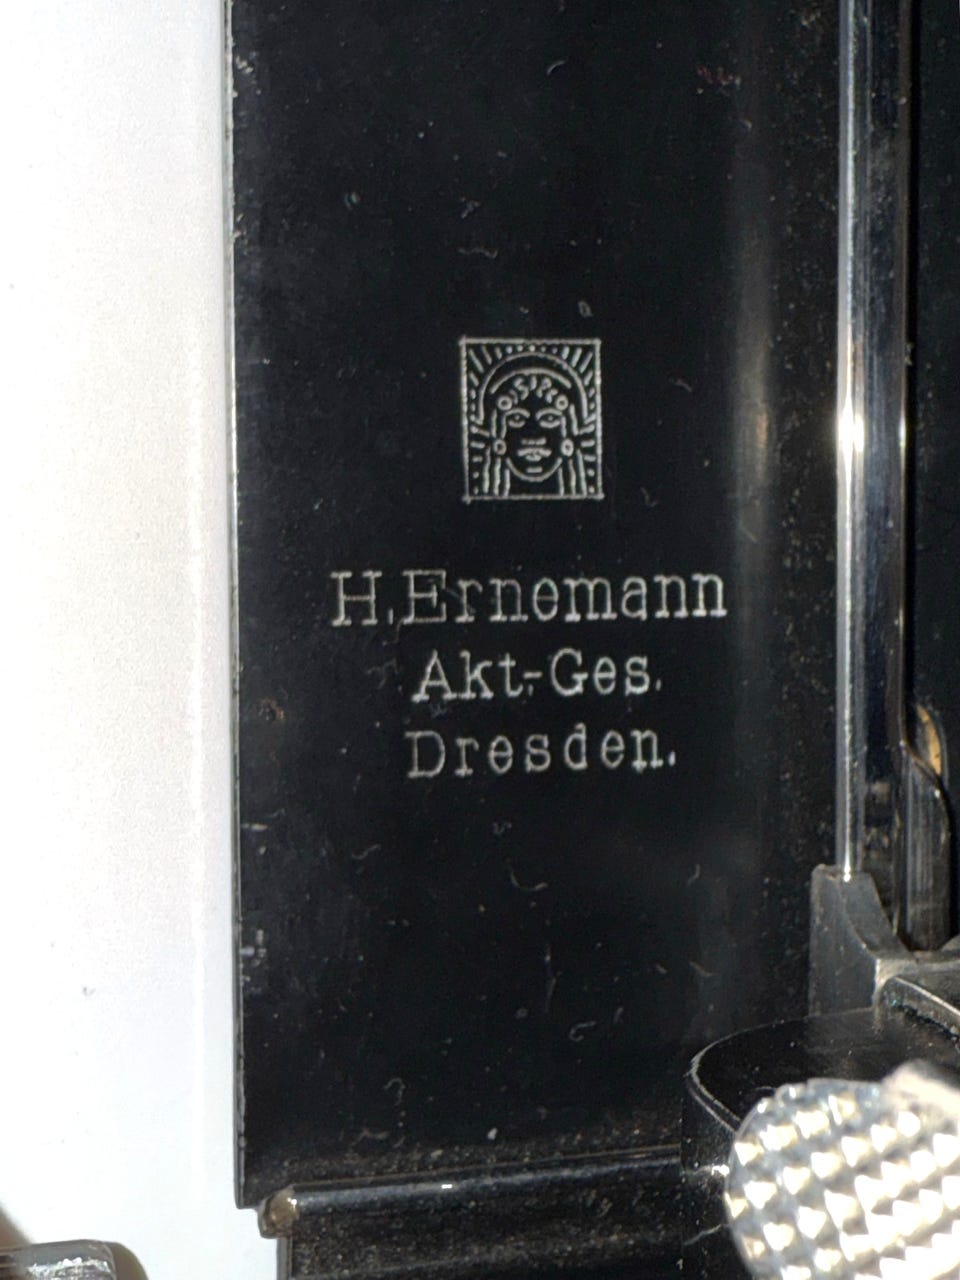 H.Ernemann
Akt-Ges.
Dresden.